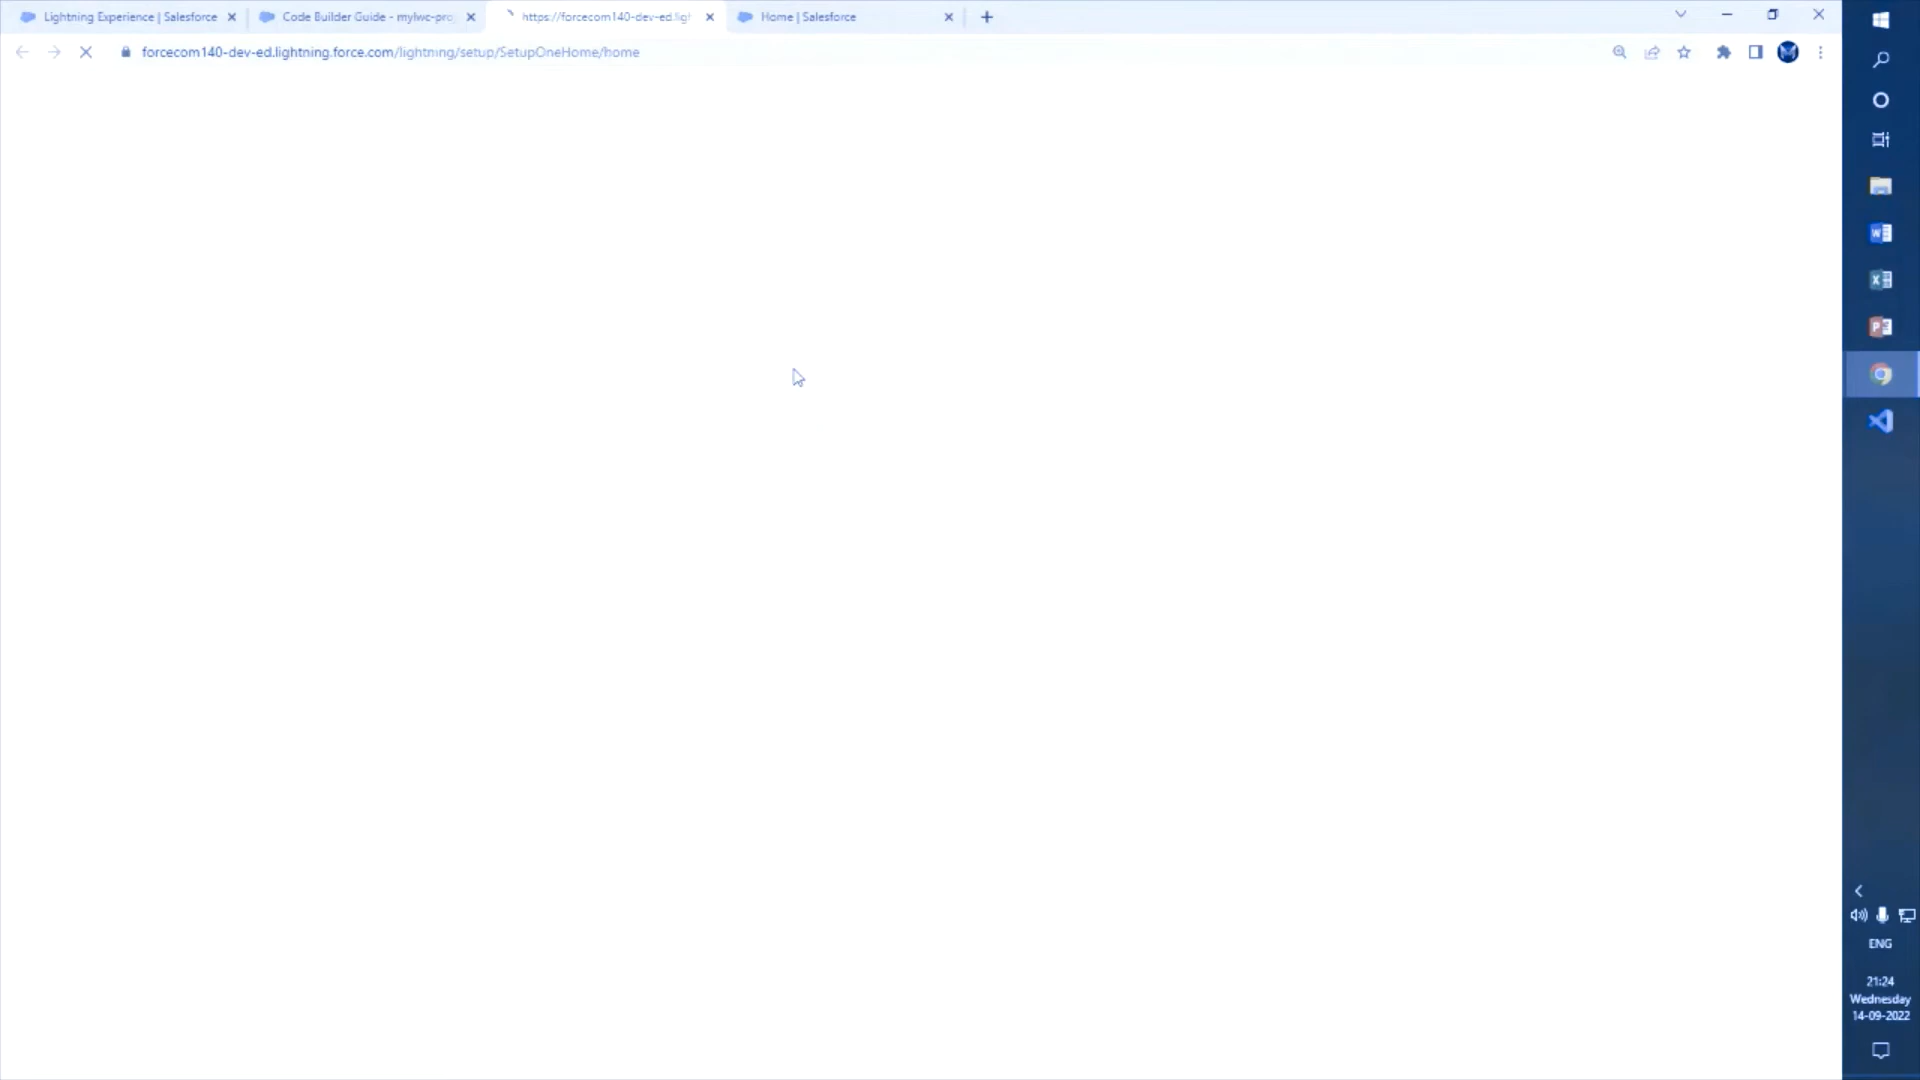 Lightning Experience | Salesforce
Code Builder Guide - mylwc-pro
https://forcecom140-dev-ed.ligh
Home | Salesforce
forcecom140-dev-ed.lightning.force.com/lightning/setup/SetupOneHome/home
ENG
21:24
Wednesday
14-09-2022